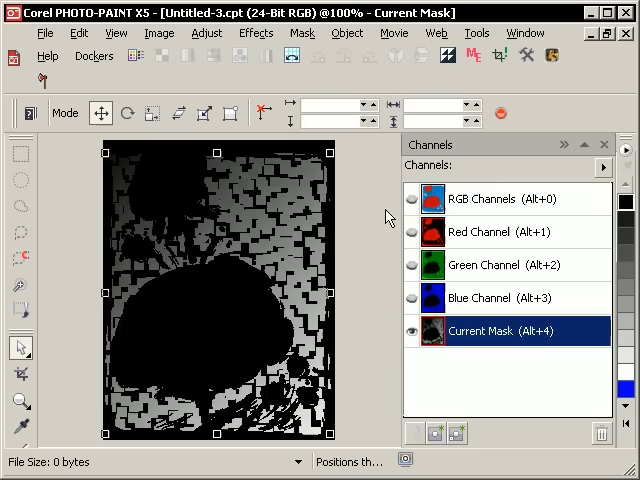 Corel PHOTO-PAINT X5 - [Untitled-3.cpt (24-Bit RGB) @100% - Current Mask]
File Edit View Image Adjust Effects Mask Object Movie Web Tools Window
Help Dockers ME
Mode
Channels
Channels:
RGB Channels (Alt+0)
Red Channel (Alt+1)
Green Channel (Alt+2)
Blue Channel (Alt+3)
Current Mask (Alt+4)
File Size: 0 bytes Positions th...